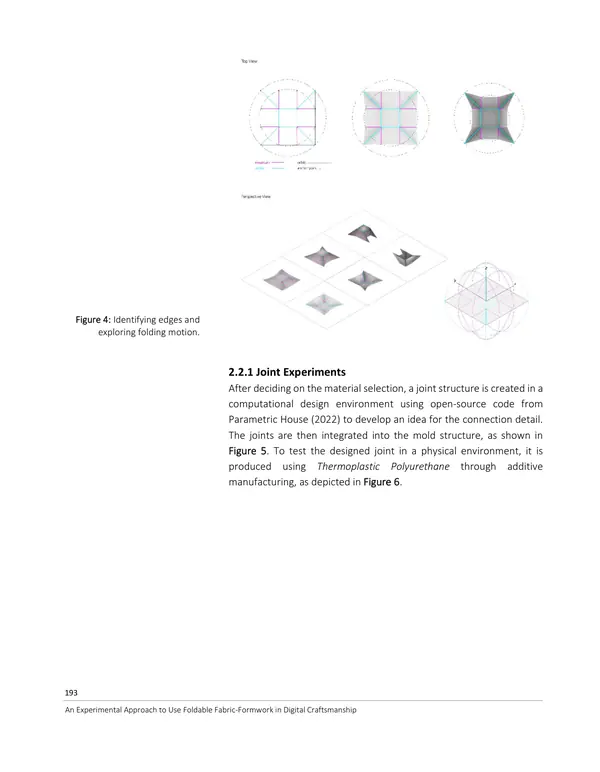 Top View
mountain
valley
Perspective View
Figure 4: Identifying edges and
exploring folding motion.
2.2.1 Joint Experiments
After deciding on the material selection, a joint structure is created in a
computational design environment using open-source code from
Parametric House (2022) to develop an idea for the connection detail.
The joints are then integrated into the mold structure, as shown in
Figure 5. To test the designed joint in a physical environment, it is
produced using Thermoplastic Polyurethane through additive
manufacturing, as depicted in Figure 6.
193
An Experimental Approach to Use Foldable Fabric-Formwork in Digital Craftsmanship